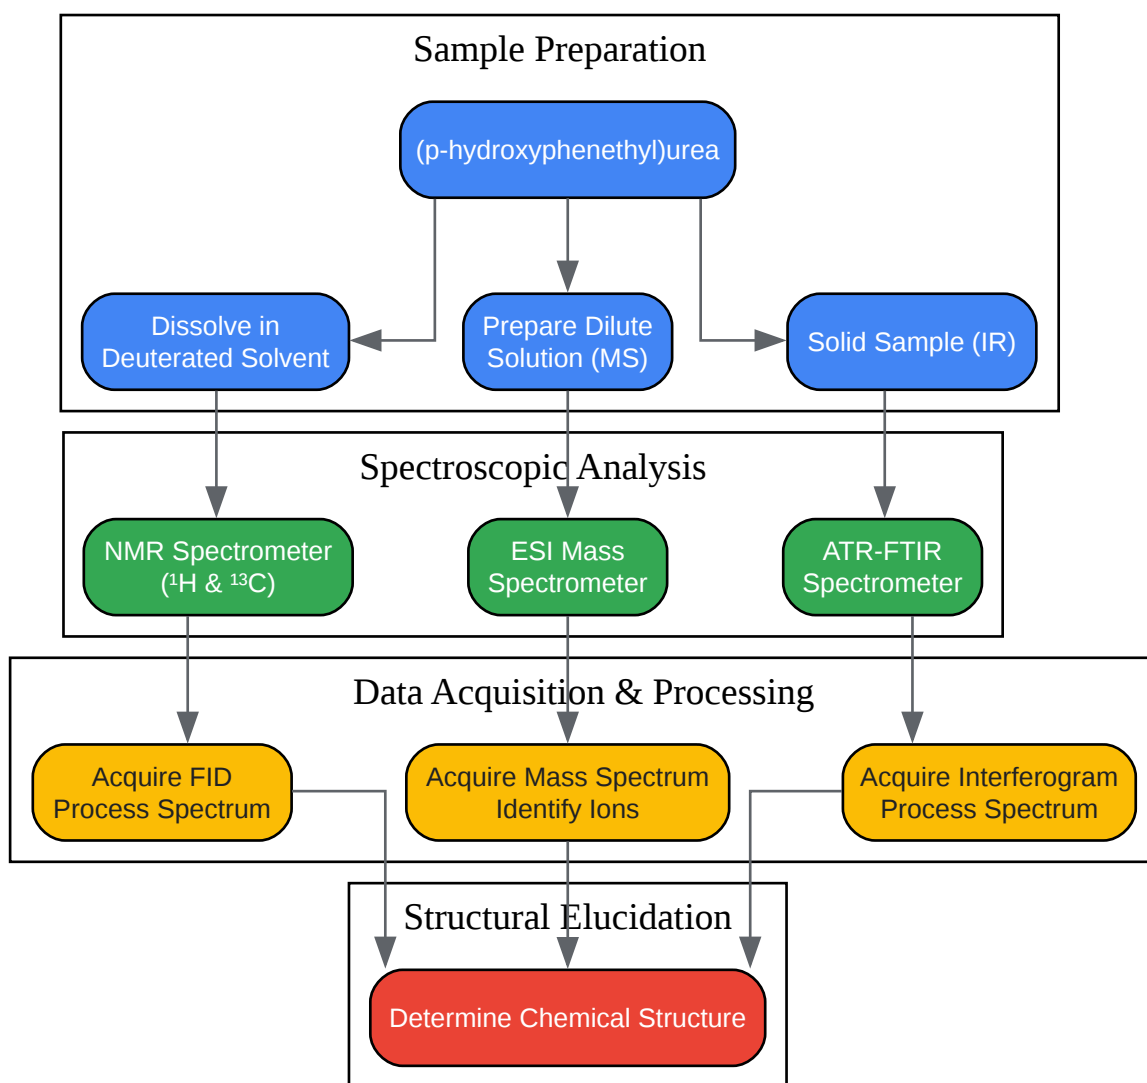 Sample Preparation
(p-hydroxyphenethyl)urea
Dissolve in
Deuterated Solvent
Prepare Dilute
Solution (MS)
Solid Sample (IR)
Spectroscopic Analysis
NMR Spectrometer
(¹H & ¹³C)
ESI Mass
Spectrometer
ATR-FTIR
Spectrometer
Data Acquisition & Processing
Acquire FID
Process Spectrum
Acquire Mass Spectrum
Identify Ions
Acquire Interferogram
Process Spectrum
Structural Elucidation
Determine Chemical Structure